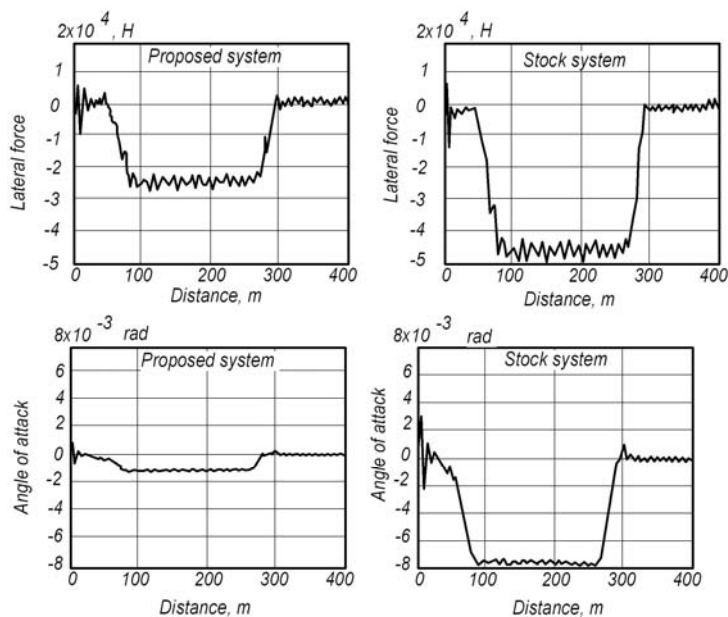 2x10 4 , H
Proposed system
Lateral force
1
0
-1
-2
-3
-4
-5
0 100 200 300 400
Distance, m
2x10 4 , H
Stock system
Lateral force
1
0
-1
-2
-3
-4
-5
0 100 200 300 400
Distance, m
8x10 -3 rad
Proposed system
Angle of attack
6
4
2
0
-2
-4
-6
-8
0 100 200 300 400
Distance, m
8x10 -3 rad
Stock system
Angle of attack
6
4
2
0
-2
-4
-6
-8
0 100 200 300 400
Distance, m